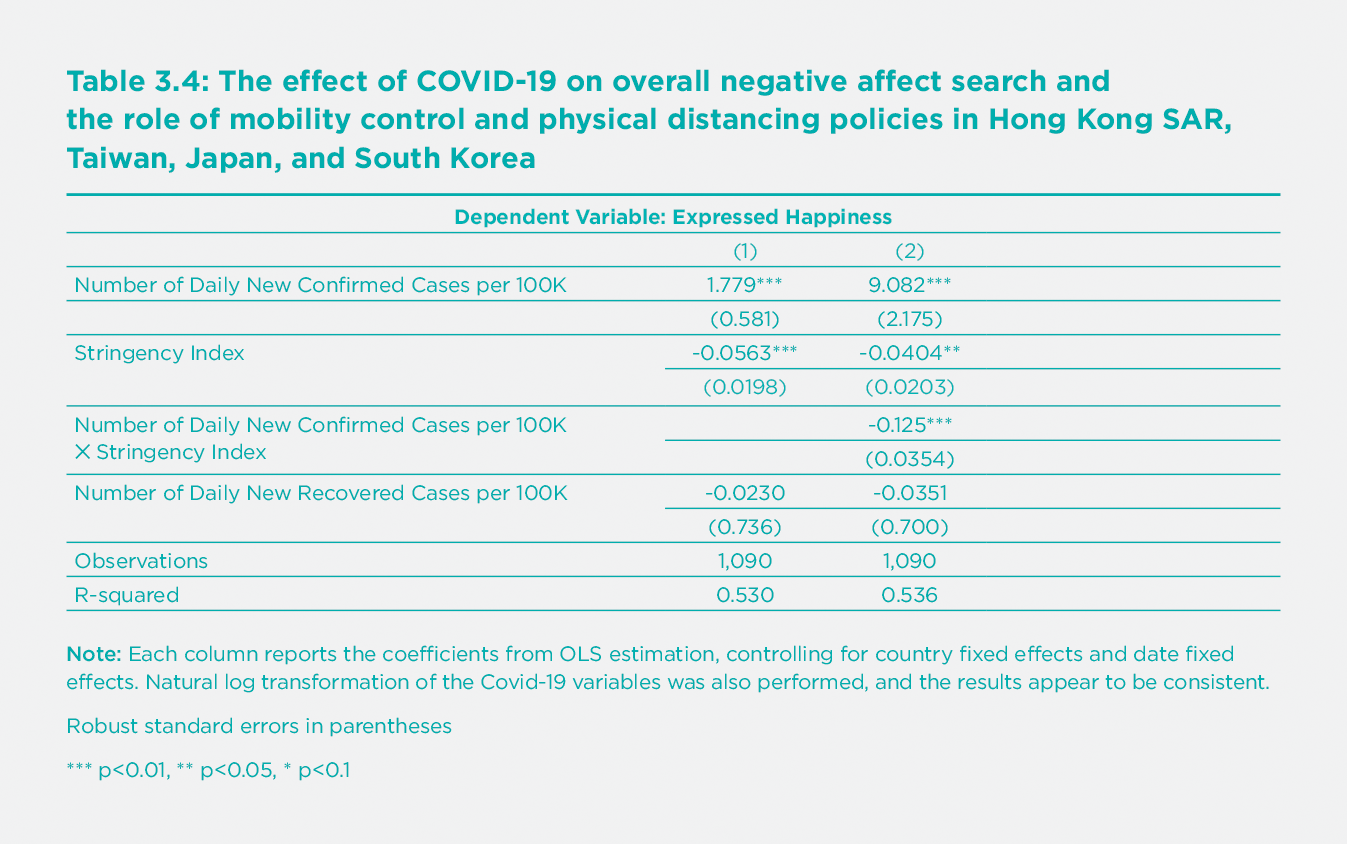 Table 3.4: The effect of COVID-19 on overall negative affect search and
the role of mobility control and physical distancing policies in Hong Kong SAR,
Taiwan, Japan, and South Korea
Dependent Variable: Expressed Happiness
(1) (2)
Number of Daily New Confirmed Cases per 100K 1.779*** 9.082***
(0.581) (2.175)
Stringency Index -0.0563*** -0.0404**
(0.0198) (0.0203)
Number of Daily New Confirmed Cases per 100K -0.125***
X Stringency Index (0.0354)
Number of Daily New Recovered Cases per 100K -0.0230 -0.0351
(0.736) (0.700)
Observations 1,090 1,090
R-squared 0.530 0.536
Note: Each column reports the coefficients from OLS estimation, controlling for country fixed effects and date fixed
effects. Natural log transformation of the Covid-19 variables was also performed, and the results appear to be consistent.
Robust standard errors in parentheses
*** p<0.01, ** p<0.05, * p<0.1